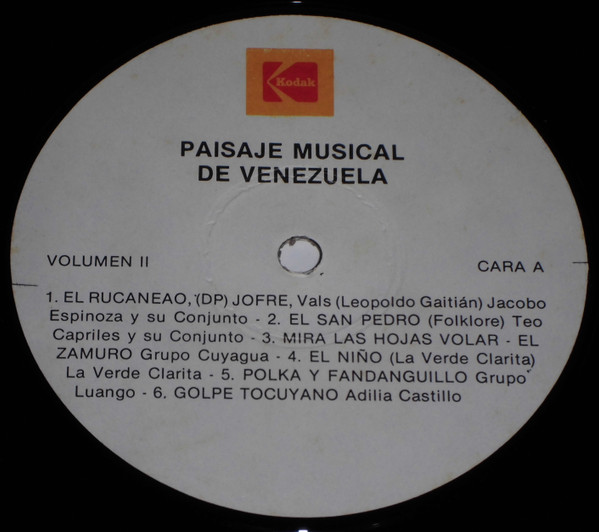 Kodak
PAISAJE MUSICAL
DE VENEZUELA
VOLUMEN II
CARA A
1. EL RUCANEAO, (DP) JOFRE, Vals (Leopoldo Gaitián) Jacobo
Espinoza y su Conjunto - 2. EL SAN PEDRO (Folklore) Teo
Capriles y su Conjunto - 3. MIRA LAS HOJAS VOLAR - EL
ZAMURO Grupo Cuyagua - 4. EL NIÑO (La Verde Clarita)
La Verde Clarita - 5. POLKA Y FANDANGUILLO Grupo
Luango - 6. GOLPE TOCUYANO Adilia Castillo